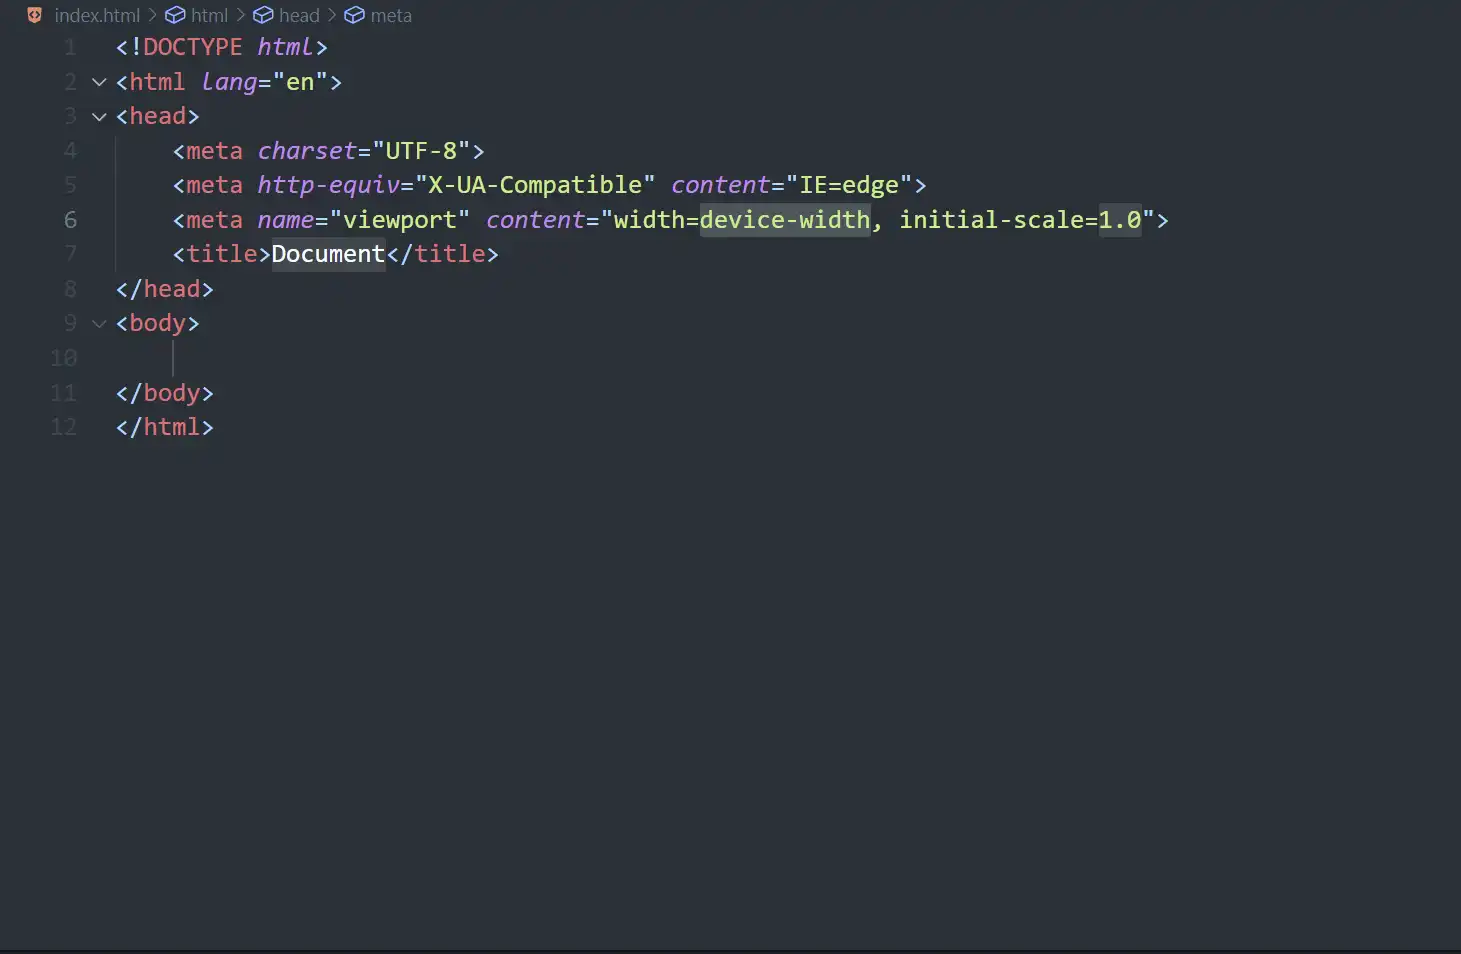 index.html > html > head > meta
1 <!DOCTYPE html>
2 <html lang="en">
3 <head>
4     <meta charset="UTF-8">
5     <meta http-equiv="X-UA-Compatible" content="IE=edge">
6     <meta name="viewport" content="width=device-width, initial-scale=1.0">
7     <title>Document</title>
8 </head>
9 <body>
10
11 </body>
12 </html>